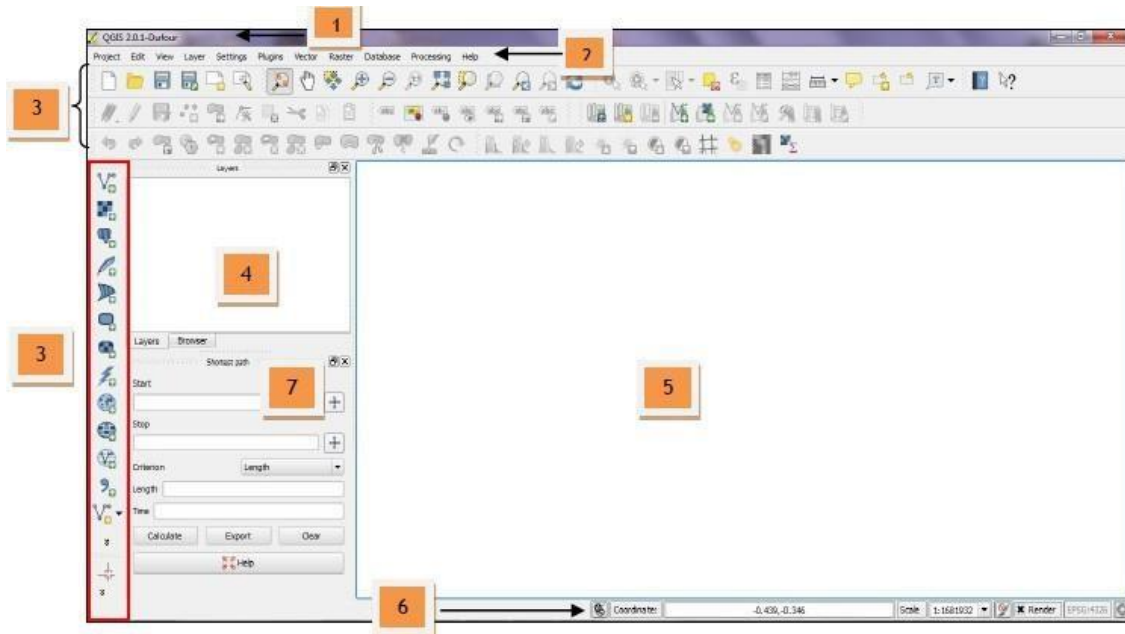 1
QGIS 2.0.1-Dufour
2
Project Edit View Layer Settings Plugins Vector Raster Database Processing Help
3
Layers
4
3
Layers Browser
Shortest path
7
5
Start
Stop
Criterion Length
Length
Time
Calculate Export Clear
Help
6
Coordinate: -0.439,-0.346 Scale 1:1681932 Render EPSG:4326